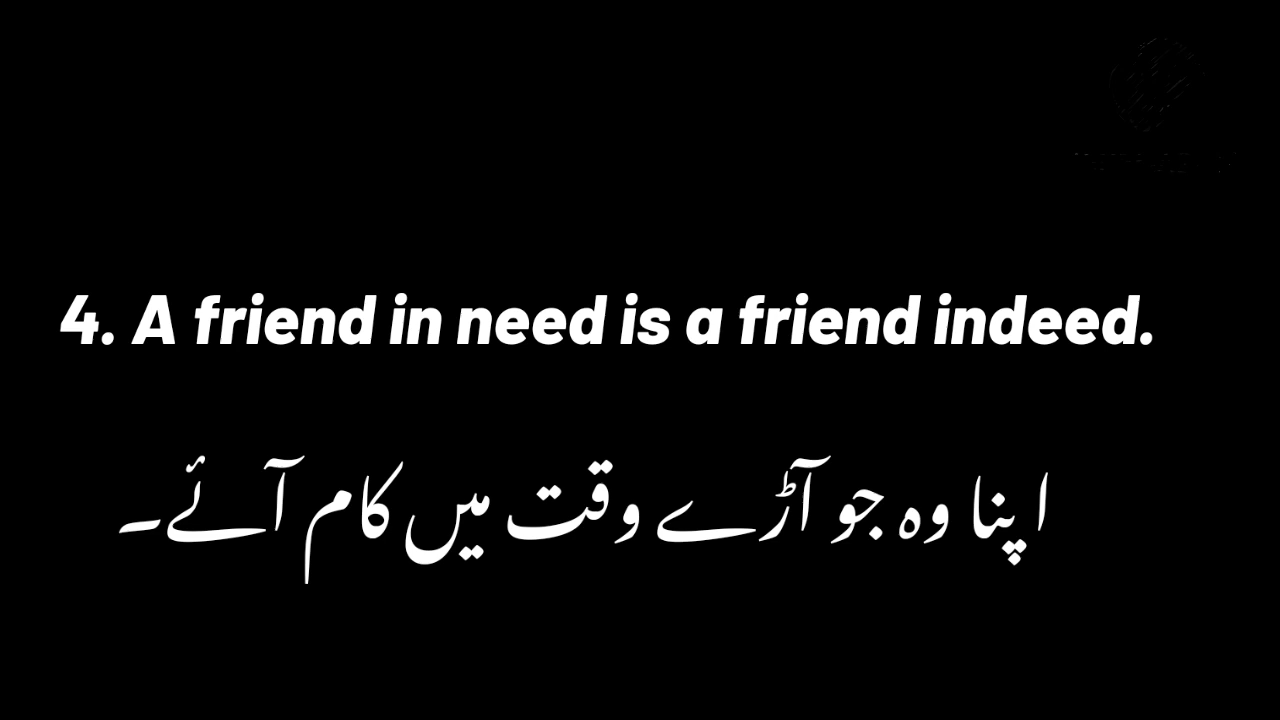 4. A friend in need is a friend indeed.
اپنا وہ جو آڑے وقت میں کام آئے۔